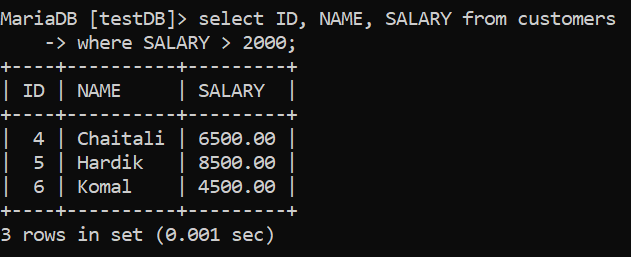 MariaDB [testDB]> select ID, NAME, SALARY from customers
    -> where SALARY > 2000;
+----+----------+---------+
| ID | NAME     | SALARY  |
+----+----------+---------+
|  4 | Chaitali | 6500.00 |
|  5 | Hardik   | 8500.00 |
|  6 | Komal    | 4500.00 |
+----+----------+---------+
3 rows in set (0.001 sec)